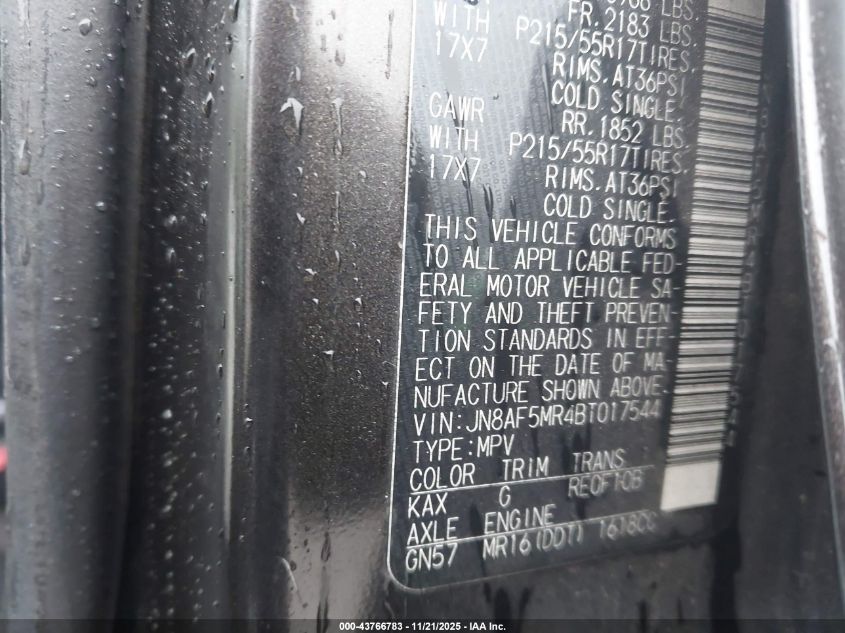 WITH P215/55R17TIRES.
FR.2183 LBS.
17X7 RIMS.AT36PSI
COLD SINGLE.
GAWR RR.1852 LBS.
WITH P215/55R17TIRES.
17X7 RIMS.AT36PSI
COLD SINGLE.
THIS VEHICLE CONFORMS
TO ALL APPLICABLE FED-
ERAL MOTOR VEHICLE SA-
FETY AND THEFT PREVEN-
TION STANDARDS IN EFF-
ECT ON THE DATE OF MA-
NUFACTURE SHOWN ABOVE.
VIN:JN8AF5MR4BT017544
TYPE:MPV
COLOR TRIM TRANS
KAX G RE0F10B
AXLE ENGINE
GN57 MR16(DDT) 1618CC
000-43766783 - 11/21/2025 - IAA Inc.